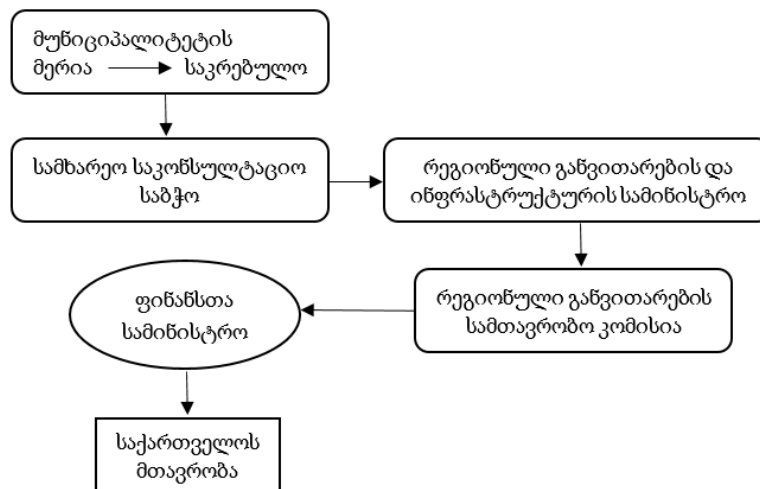 მუნიციპალიტეტის
მერია საკრებულო
სამხარეო საკონსულტაციო
საბჭო
რეგიონული განვითარების და
ინფრასტრუქტურის სამინისტრო
რეგიონული განვითარების
სამთავრობო კომისია
ფინანსთა
სამინისტრო
საქართველოს
მთავრობა